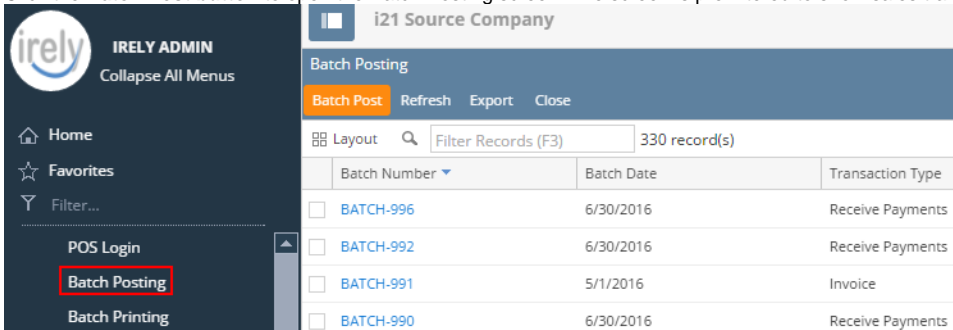 i21 Source Company
irely
IRELY ADMIN
Collapse All Menus
Batch Posting
Batch Post Refresh Export Close
Home
Layout Filter Records (F3) 330 record(s)
Favorites
Batch Number Batch Date Transaction Type
Filter...
BATCH-996 6/30/2016 Receive Payments
POS Login
BATCH-992 6/30/2016 Receive Payments
Batch Posting
BATCH-991 5/1/2016 Invoice
Batch Printing
BATCH-990 6/30/2016 Receive Payments